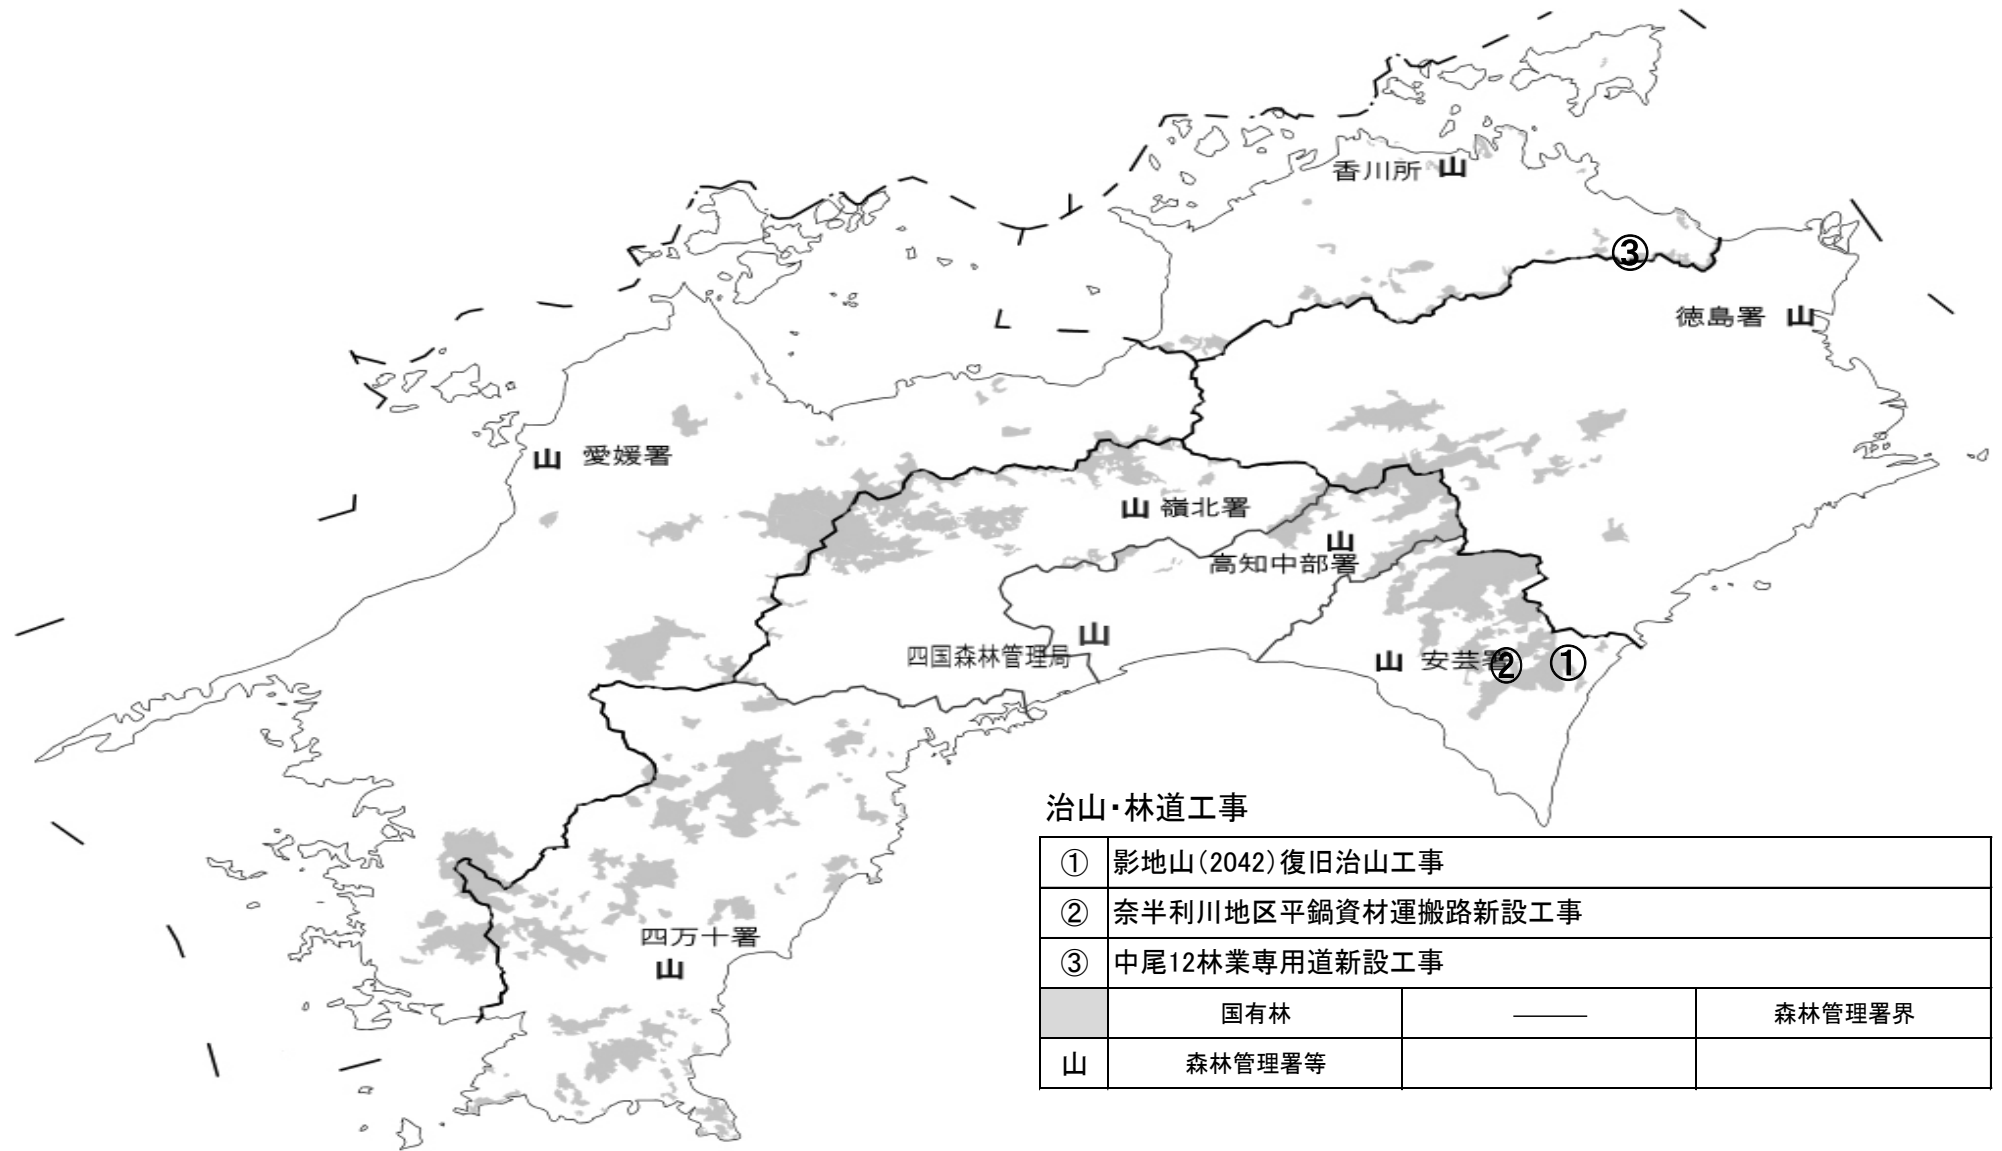 香川所 山
③
徳島署 山
山 愛媛署
山 嶺北署
山
高知中部署
山
四国森林管理局
山 安芸署
② ①
四万十署
山
治山・林道工事
① 影地山（2042）復旧治山工事
② 奈半利川地区平鍋資材運搬路新設工事
③ 中尾12林業専用道新設工事
国有林 森林管理署界
山 森林管理署等